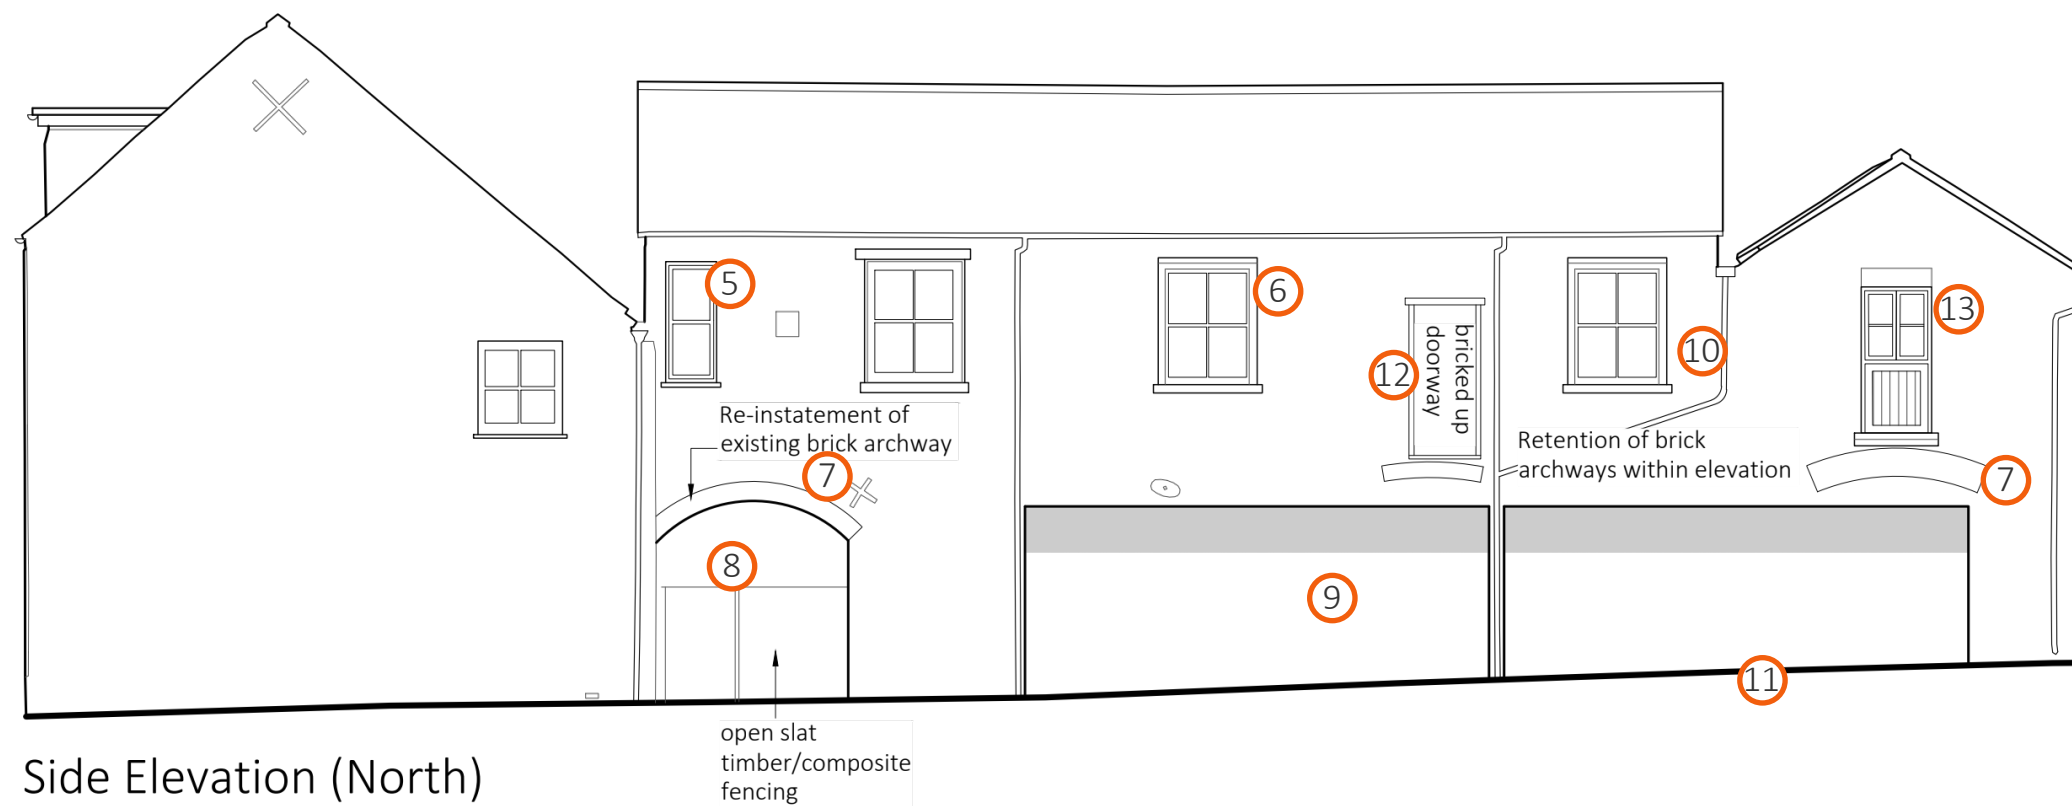 5
6
13
10
12
bricked up
doorway
Re-instatement of
existing brick archway
7
Retention of brick
archways within elevation
7
8
9
11
open slat
timber/composite
fencing
Side Elevation (North)